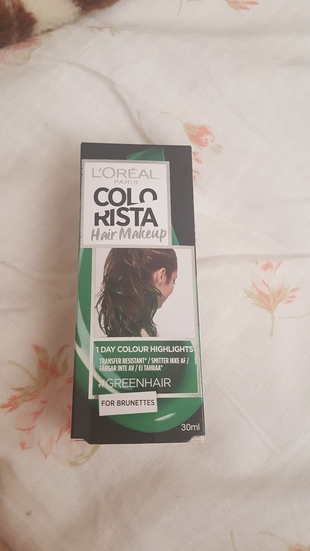 L'ORÉAL
PARIS
COLO
RISTA
Hair Makeup
1 DAY COLOUR HIGHLIGHTS
TRANSFER RESISTANT* / SMITTER IKKE AF /
FÄRGAR INTE AV / EI TAHRAA*
#GREENHAIR
FOR BRUNETTES
30ml